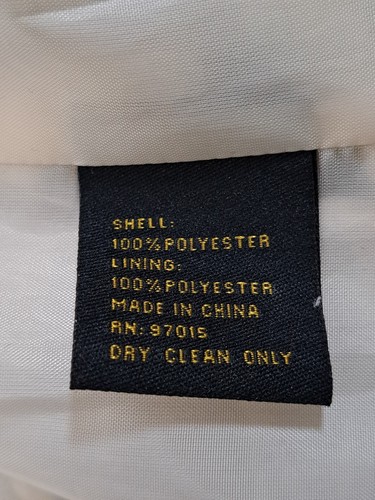 SHELL:
100% POLYESTER
LINING:
100% POLYESTER
MADE IN CHINA
RN: 97015
DRY CLEAN ONLY